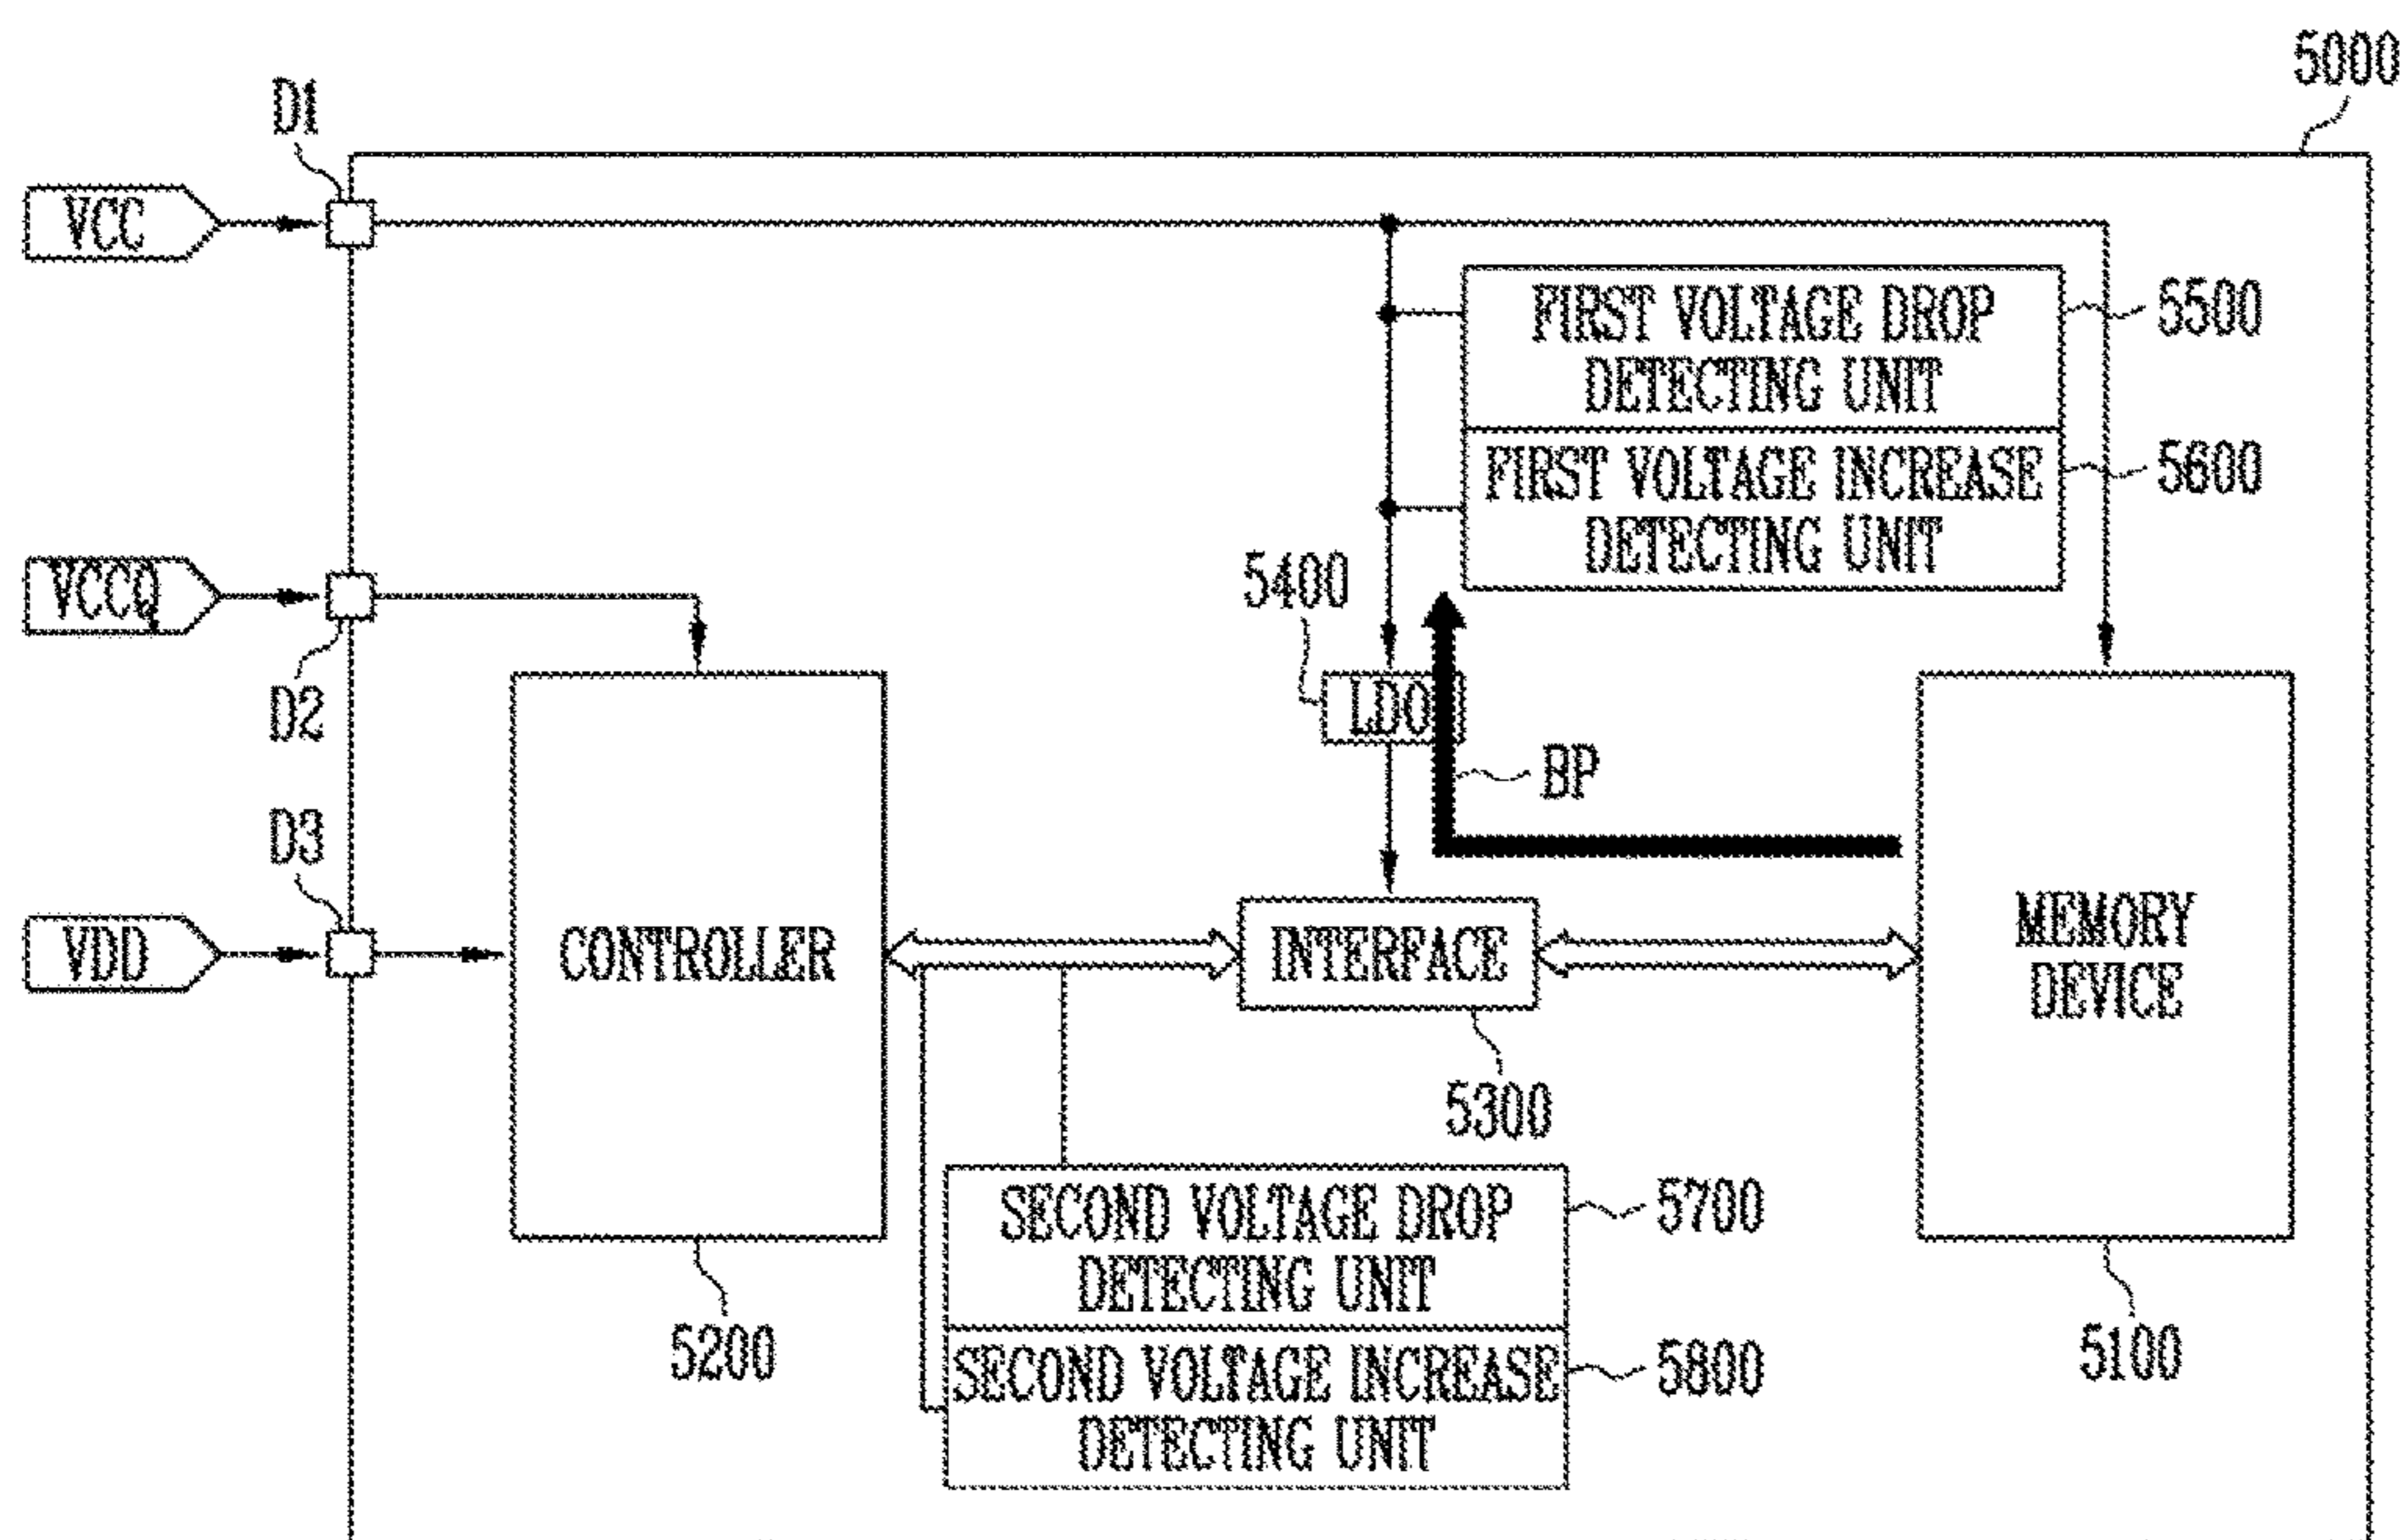 5000
D1
VCC
FIRST VOLTAGE DROP
DETECTING UNIT
5500
FIRST VOLTAGE INCREASE
DETECTING UNIT
5600
VCCQ
D2
5400
LDO
BP
D3
VDD
CONTROLLER
INTERFACE
MEMORY
DEVICE
5300
SECOND VOLTAGE DROP
DETECTING UNIT
5700
5200
SECOND VOLTAGE INCREASE
DETECTING UNIT
5800
5100